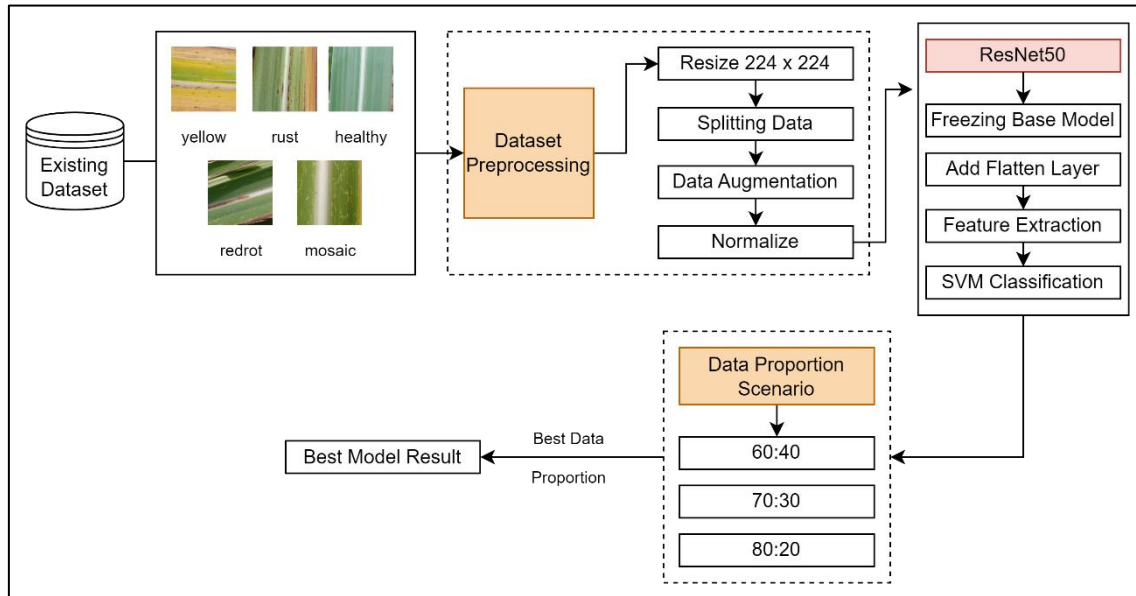 Existing
Dataset
yellow
rust
healthy
redrot
mosaic
Dataset
Preprocessing
Resize 224 x 224
Splitting Data
Data Augmentation
Normalize
ResNet50
Freezing Base Model
Add Flatten Layer
Feature Extraction
SVM Classification
Data Proportion
Scenario
60:40
70:30
80:20
Best Data
Proportion
Best Model Result